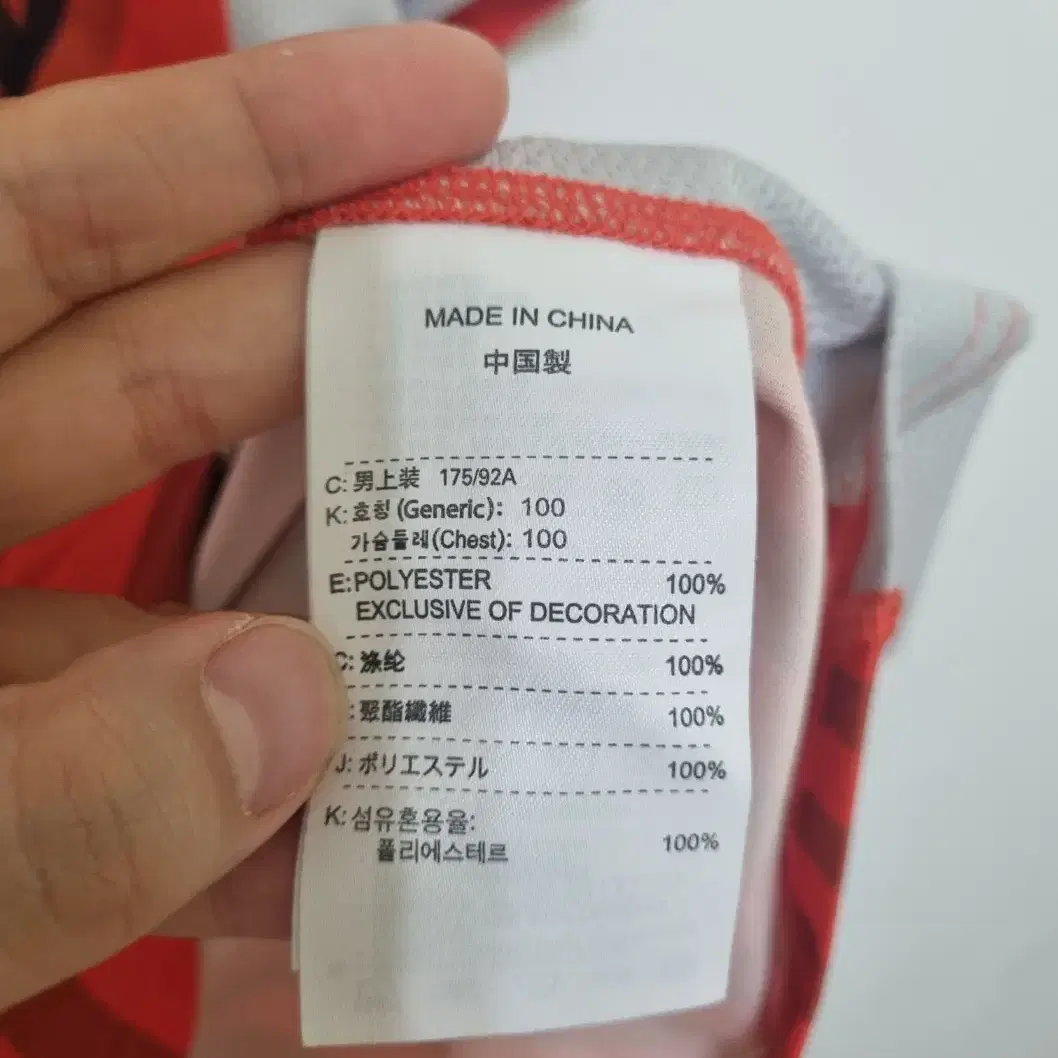 MADE IN CHINA
中国製
C: 男上装 175/92A
K: 호칭 (Generic): 100
가슴둘레(Chest): 100
E: POLYESTER 100%
EXCLUSIVE OF DECORATION
C: 涤纶 100%
: 聚酯纖維 100%
J: ポリエステル 100%
K: 섬유혼용율:
폴리에스테르 100%